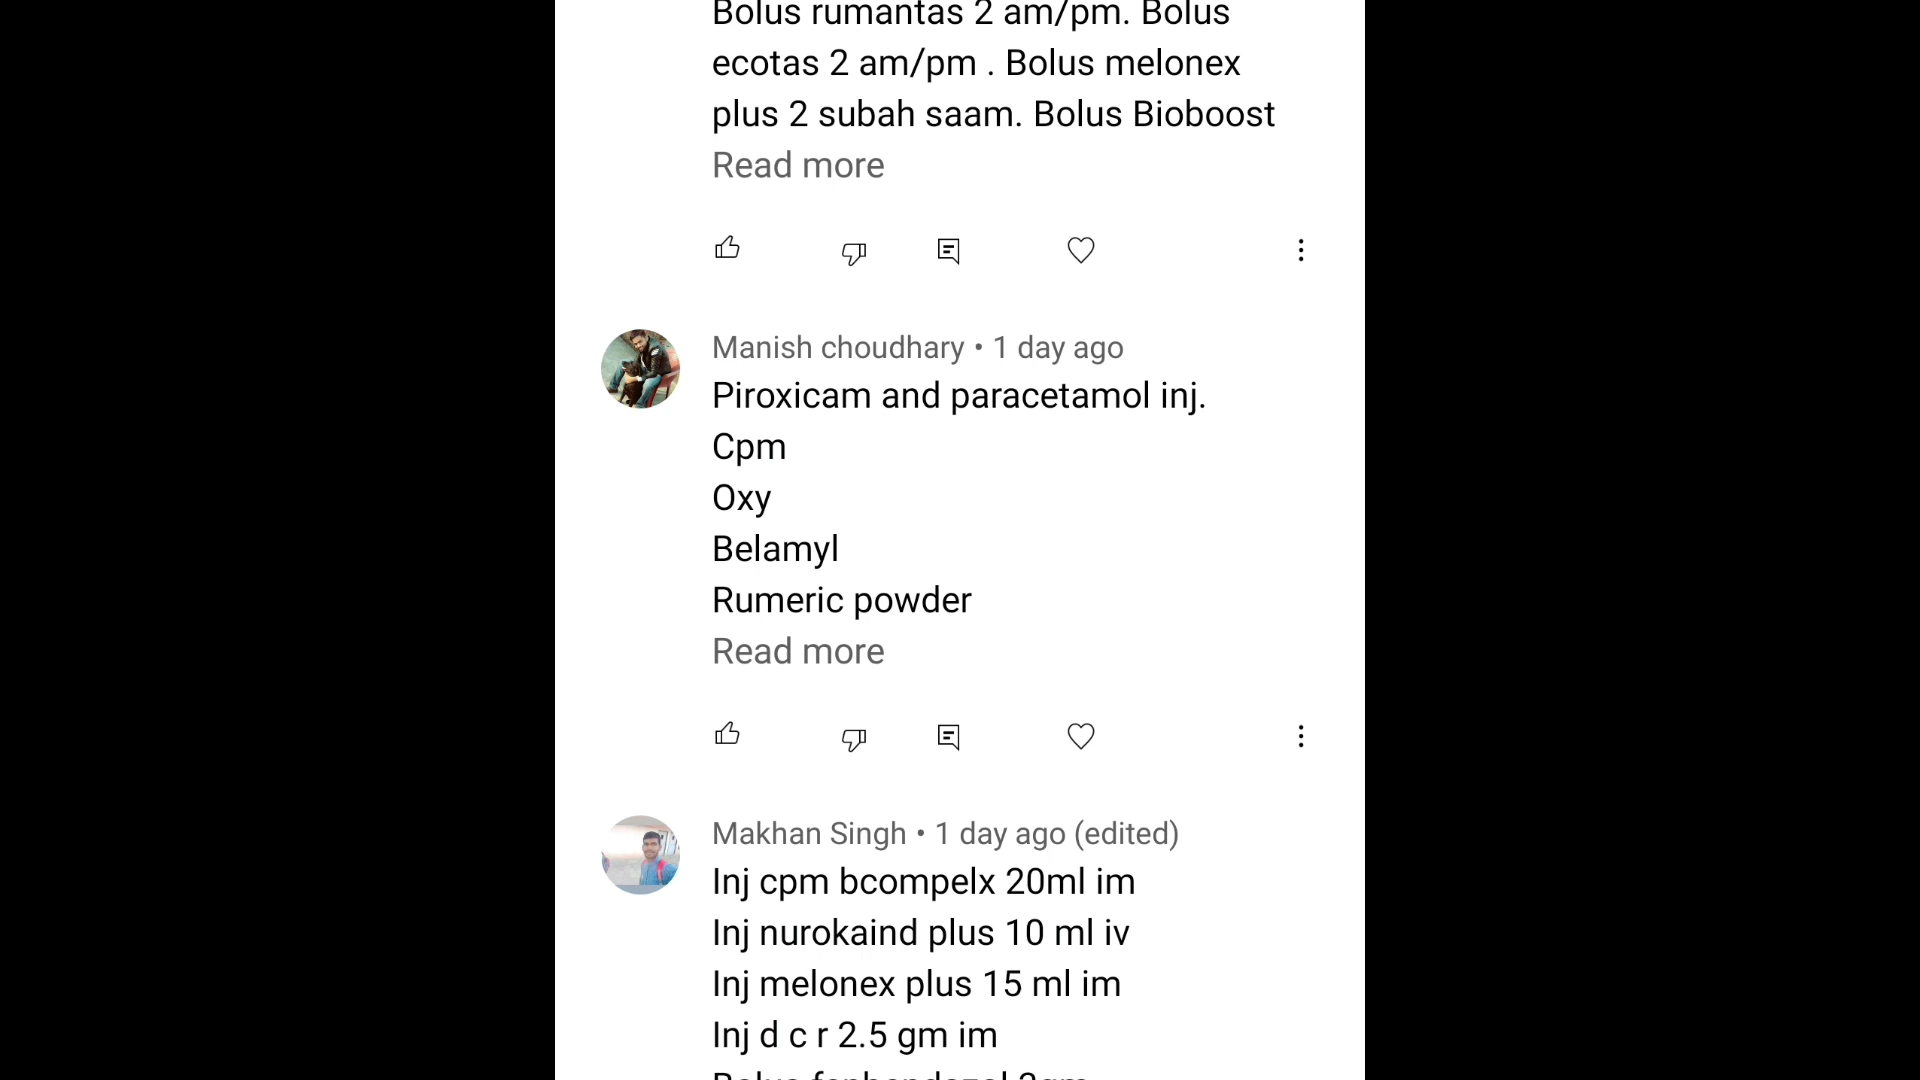 Bolus rumantas 2 am/pm. Bolus
ecotas 2 am/pm . Bolus melonex
plus 2 subah saam. Bolus Bioboost
Read more
Manish choudhary • 1 day ago
Piroxicam and paracetamol inj.
Cpm
Oxy
Belamyl
Rumeric powder
Read more
Makhan Singh • 1 day ago (edited)
Inj cpm bcompelx 20ml im
Inj nurokaind plus 10 ml iv
Inj melonex plus 15 ml im
Inj d c r 2.5 gm im